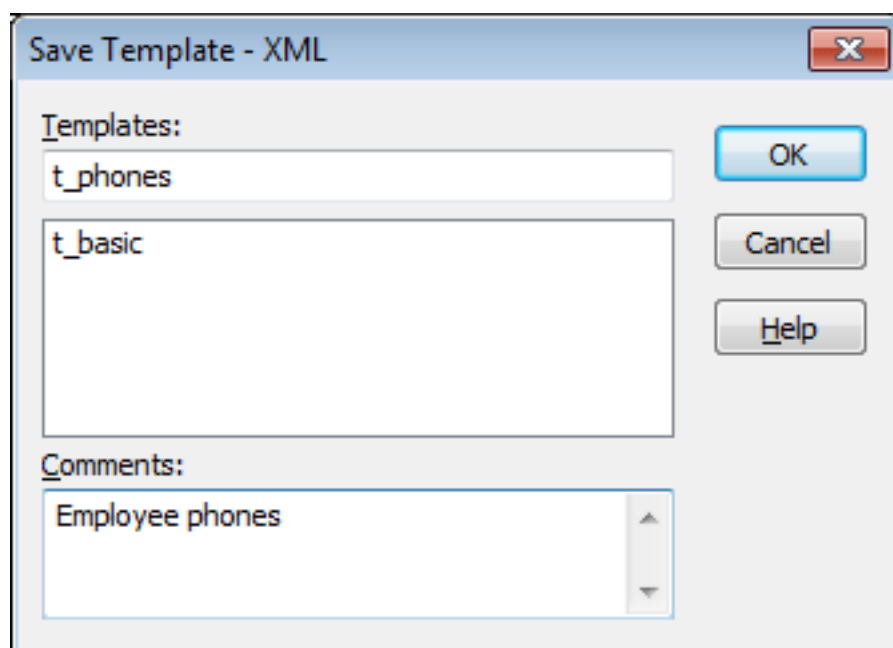 Save Template - XML
Templates:
t_phones
OK
t_basic
Cancel
Help
Comments:
Employee phones